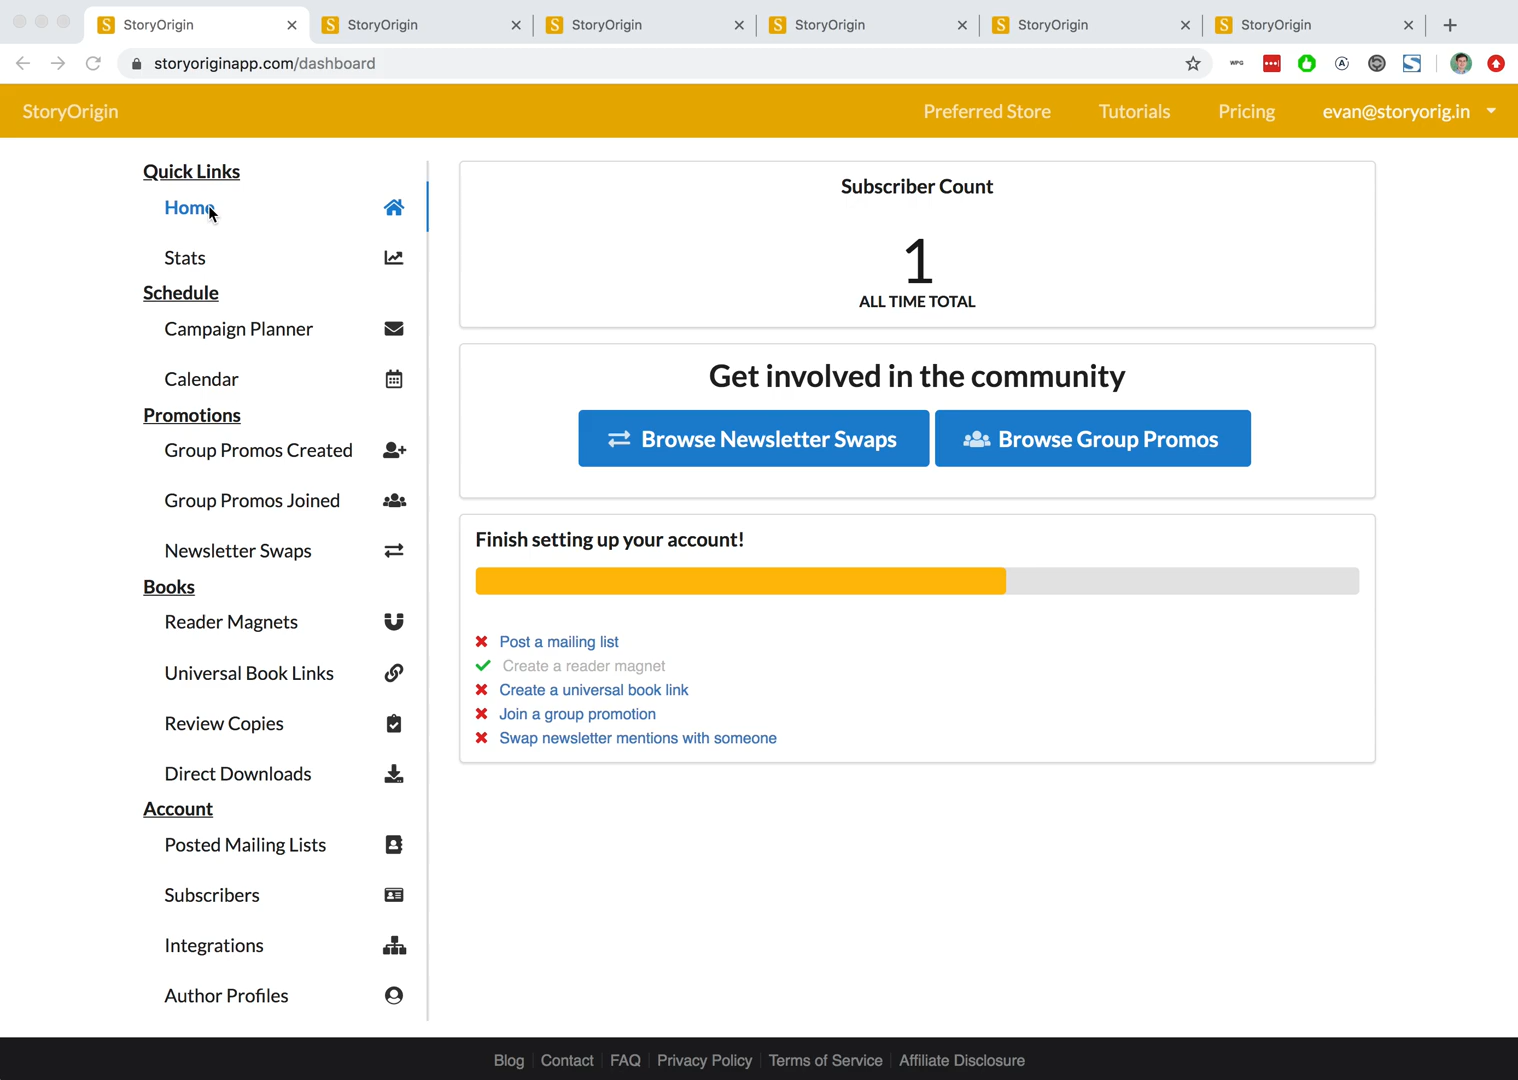 StoryOrigin
StoryOrigin
StoryOrigin
StoryOrigin
StoryOrigin
StoryOrigin
storyoriginapp.com/dashboard
WPG
StoryOrigin
Preferred Store
Tutorials
Pricing
evan@storyorig.in
Quick Links
Home
Stats
Schedule
Campaign Planner
Calendar
Promotions
Group Promos Created
Group Promos Joined
Newsletter Swaps
Books
Reader Magnets
Universal Book Links
Review Copies
Direct Downloads
Account
Posted Mailing Lists
Subscribers
Integrations
Author Profiles
Subscriber Count
1
ALL TIME TOTAL
Get involved in the community
Browse Newsletter Swaps
Browse Group Promos
Finish setting up your account!
Post a mailing list
Create a reader magnet
Create a universal book link
Join a group promotion
Swap newsletter mentions with someone
Blog
Contact
FAQ
Privacy Policy
Terms of Service
Affiliate Disclosure